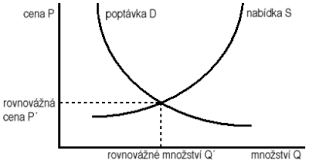 cena P
poptávka D
nabídka S
rovnovážná
cena P´
rovnovážné množství Q´
množství Q